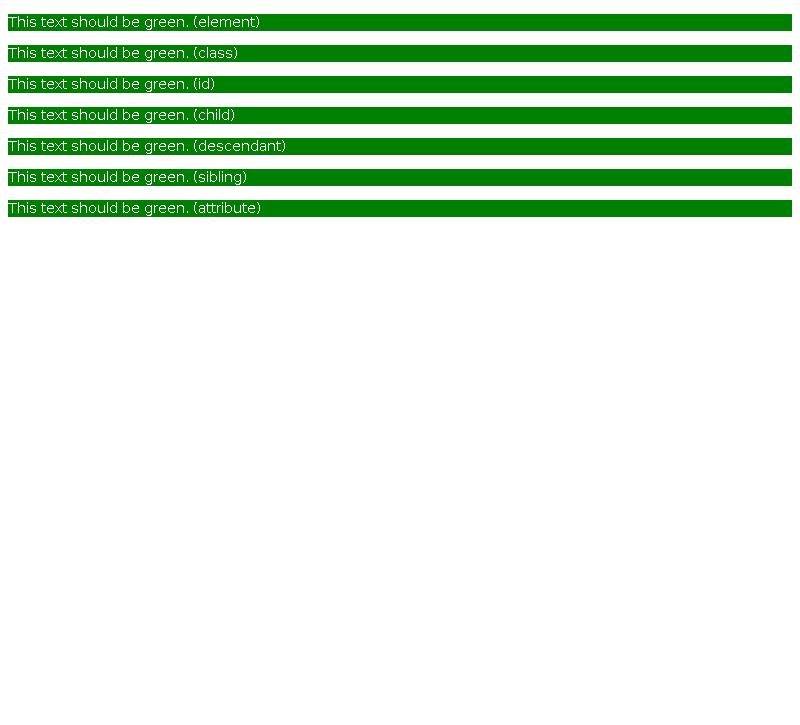 This text should be green. (element)
This text should be green. (class)
This text should be green. (id)
This text should be green. (child)
This text should be green. (descendant)
This text should be green. (sibling)
This text should be green. (attribute)